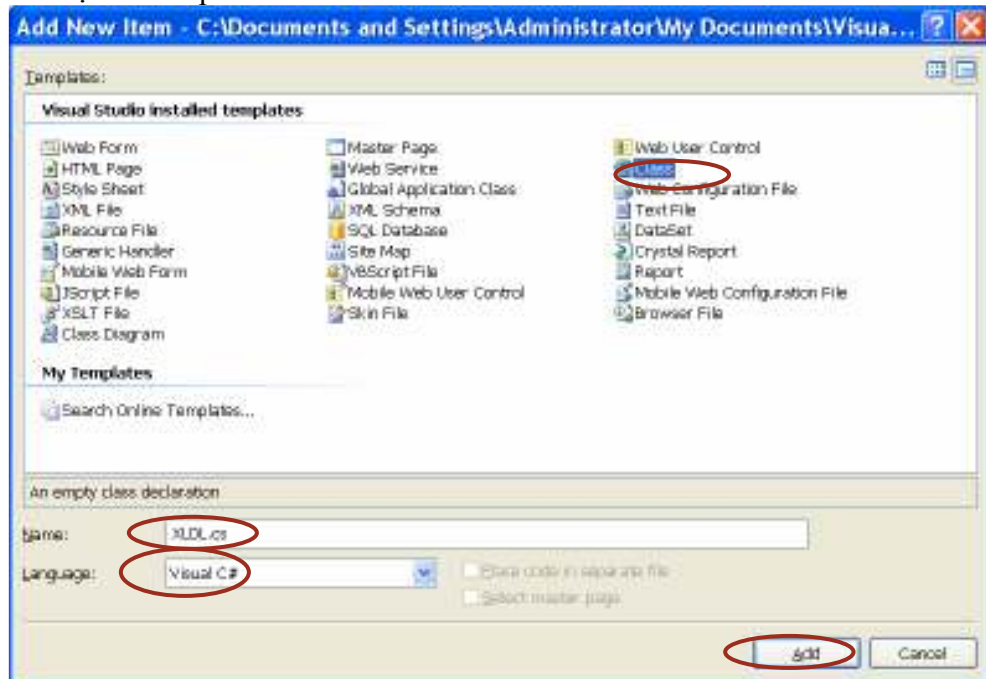 Add New Item - C:\Documents and Settings\Administrator\My Documents\Visua...
Templates:
Visual Studio installed templates
Web Form
HTML Page
Style Sheet
XML File
Resource File
Generic Handler
Mobile Web Form
JScript File
XSLT File
Class Diagram
Master Page
Web Service
Global Application Class
XML Schema
SQL Database
Site Map
VBScript File
Mobile Web User Control
Skin File
Web User Control
Class
Web Configuration File
Text File
DataSet
Crystal Report
Report
Mobile Web Configuration File
Browser File
My Templates
Search Online Templates...
An empty class declaration
Name: XLDL.cs
Language: Visual C#
Place code in separate file
Select master page
Add Cancel